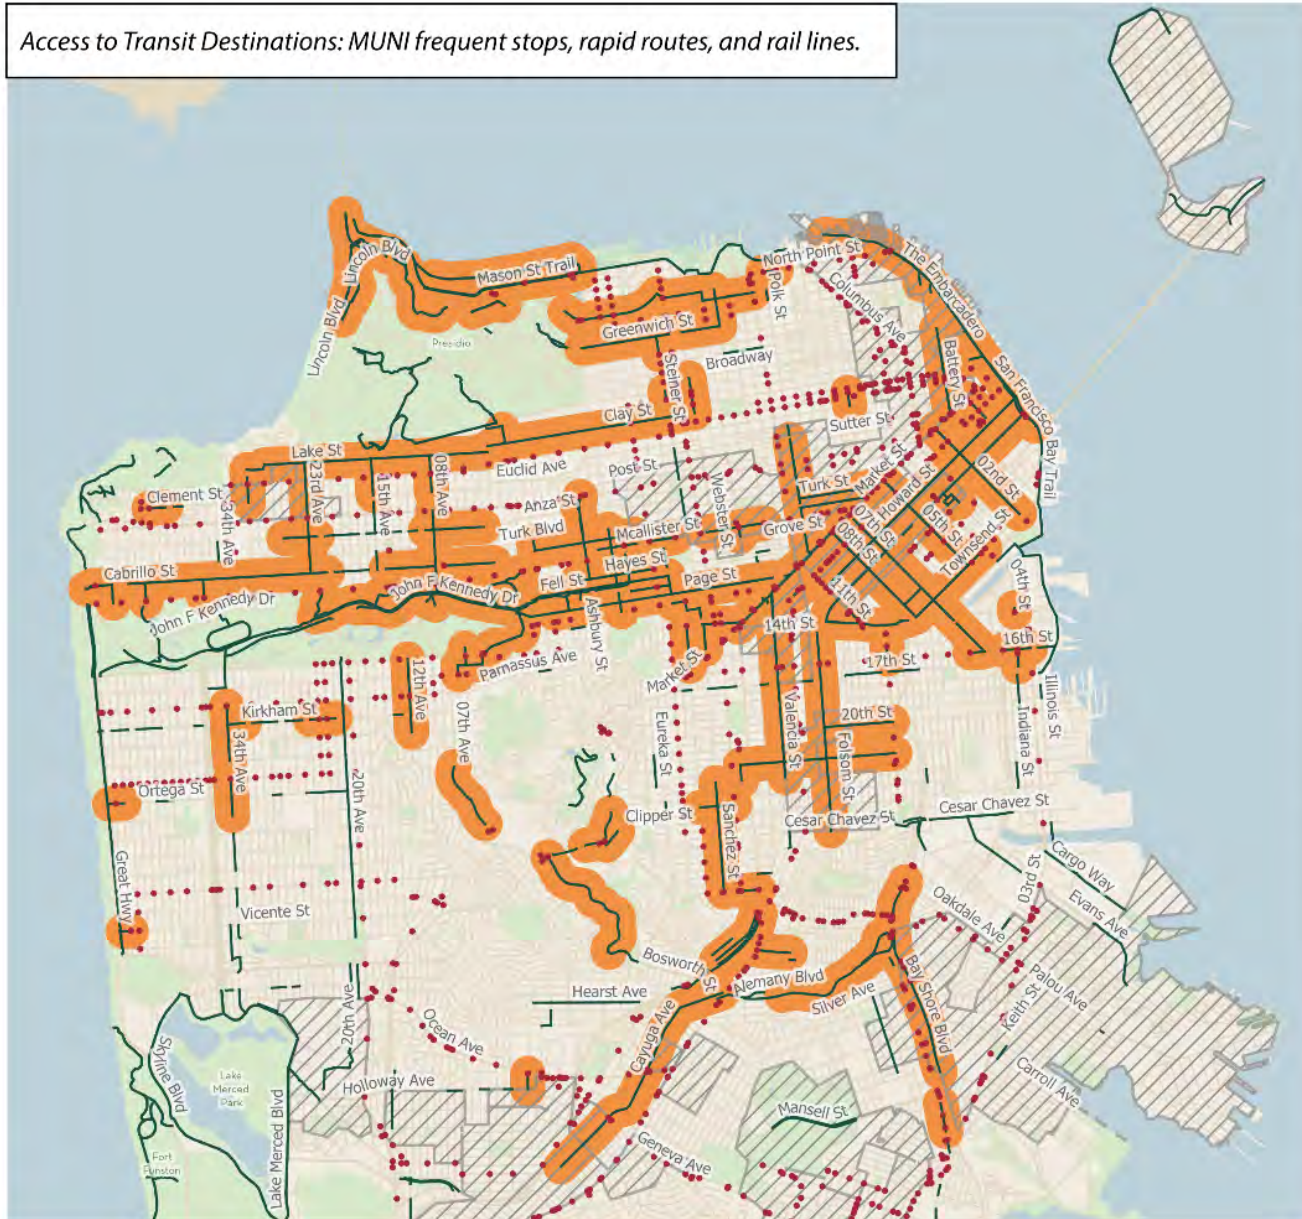 Access to Transit Destinations: MUNI frequent stops, rapid routes, and rail lines.
Lincoln Blvd
Mason St Trail
North Point St
The Embarcadero
Lincoln Blvd
Polk St
Columbus Ave
Greenwich St
Presidio
Steiner St
Broadway
Battery St
San Francisco Bay Trail
Clay St
Sutter St
Lake St
Euclid Ave
Post St
Market St
02nd St
Clement St
34th Ave
23rd Ave
15th Ave
08th Ave
Anza St
Webster St
Turk St
Howard St
05th St
Turk Blvd
Mcallister St
Grove St
07th St
08th St
Townsend St
Cabrillo St
Hayes St
Fell St
Page St
04th St
John F Kennedy Dr
John F Kennedy Dr
Ashbury St
11th St
14th St
16th St
Parnassus Ave
Market St
17th St
12th Ave
07th Ave
Kirkham St
34th Ave
Eureka St
Valencia St
20th St
Folsom St
Indiana St
Illinois St
Ortega St
20th Ave
Clipper St
Sanchez St
Cesar Chavez St
Cesar Chavez St
Great Hwy
Vicente St
03rd St
Cargo Way
Evans Ave
Oakdale Ave
Bosworth St
Alemany Blvd
Silver Ave
Bay Shore Blvd
Palou Ave
Keith St
Hearst Ave
20th Ave
Ocean Ave
Cayuga Ave
Carroll Ave
Skyline Blvd
Lake
Merced
Park
Holloway Ave
Mansell St
Geneva Ave
Lake Merced Blvd
Fort
Funston